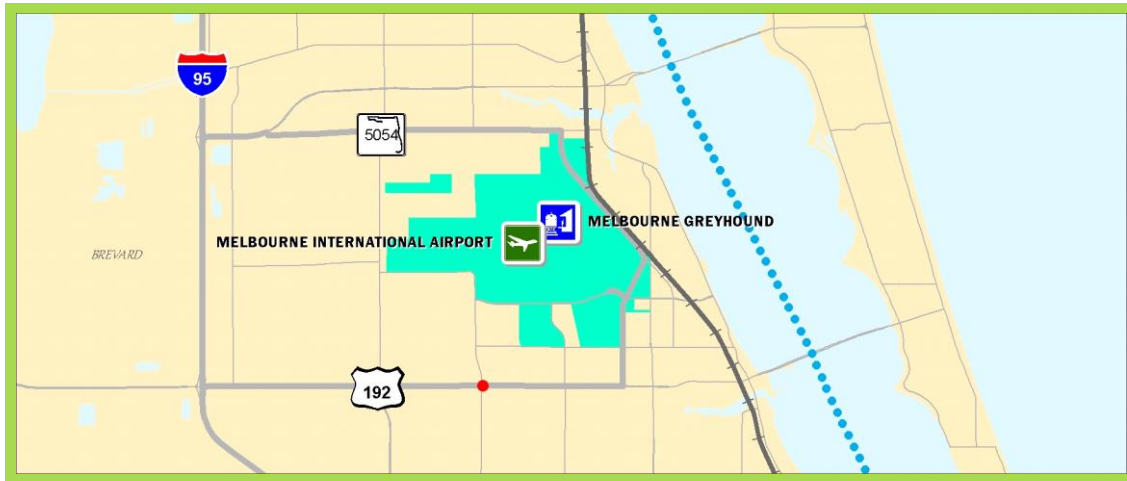 95
5054
MELBOURNE GREYHOUND
MELBOURNE INTERNATIONAL AIRPORT
BREVARD
192